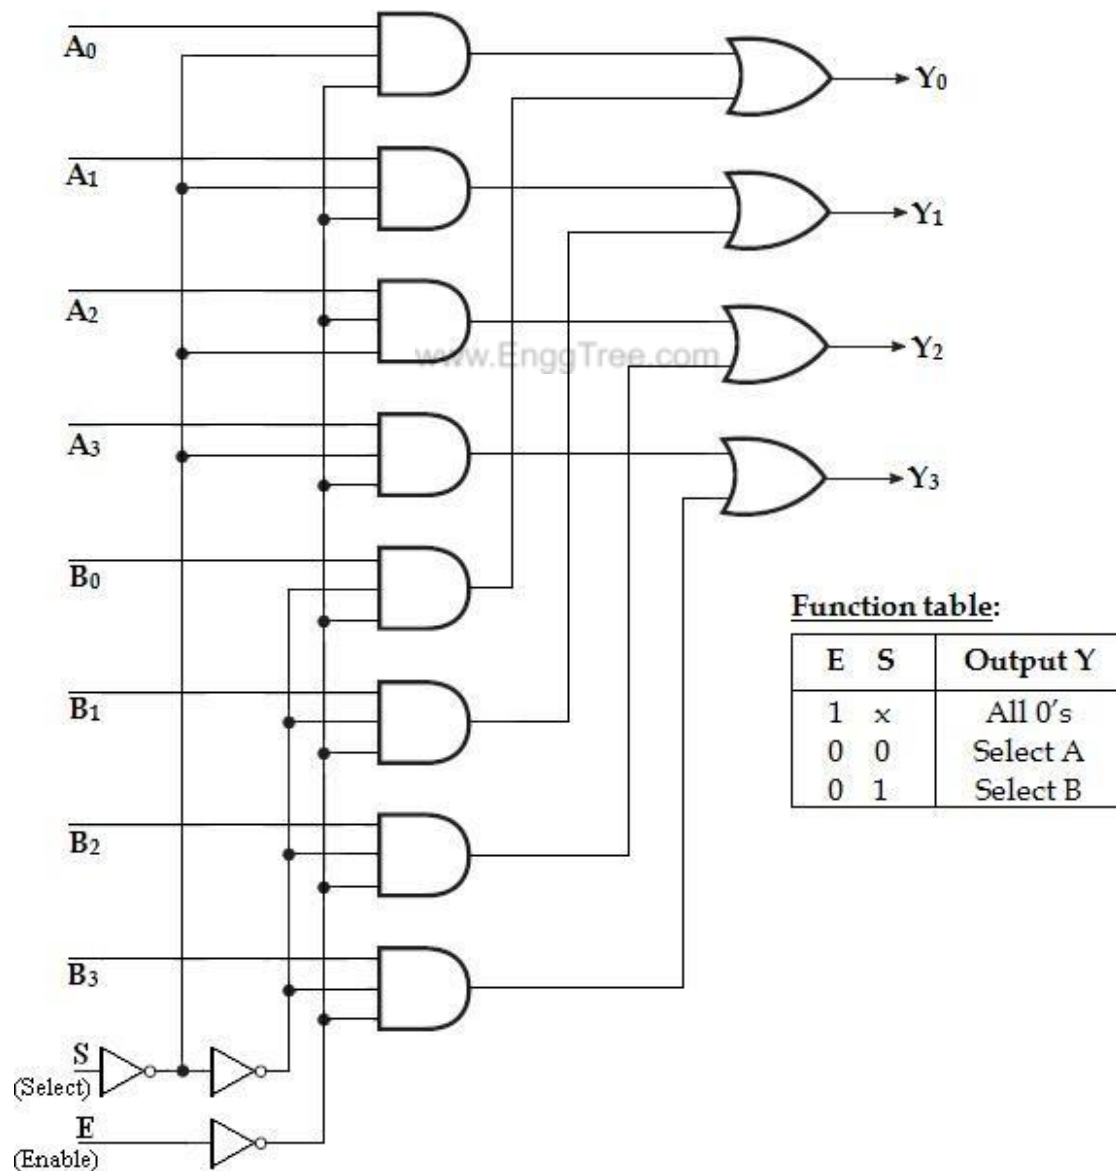 A0
Y0
A1
Y1
A2
www.EnggTree.com
Y2
A3
Y3
B0
Function table:
E S Output Y
1 x All 0's
0 0 Select A
0 1 Select B
B1
B2
B3
S
(Select)
E
(Enable)